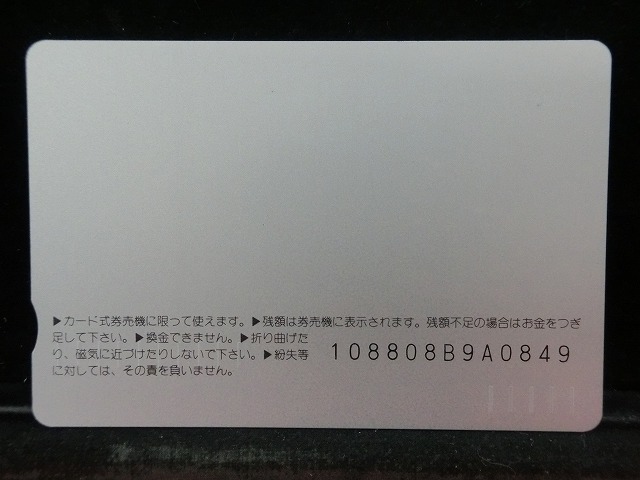 ▶カード式券売機に限って使えます。▶残額は券売機に表示されます。残額不足の場合はお金をつぎ
足して下さい。▶換金できません。▶折り曲げた
り、磁気に近づけたりしないで下さい。▶紛失等
に対しては、その責を負いません。
108808B9A0849